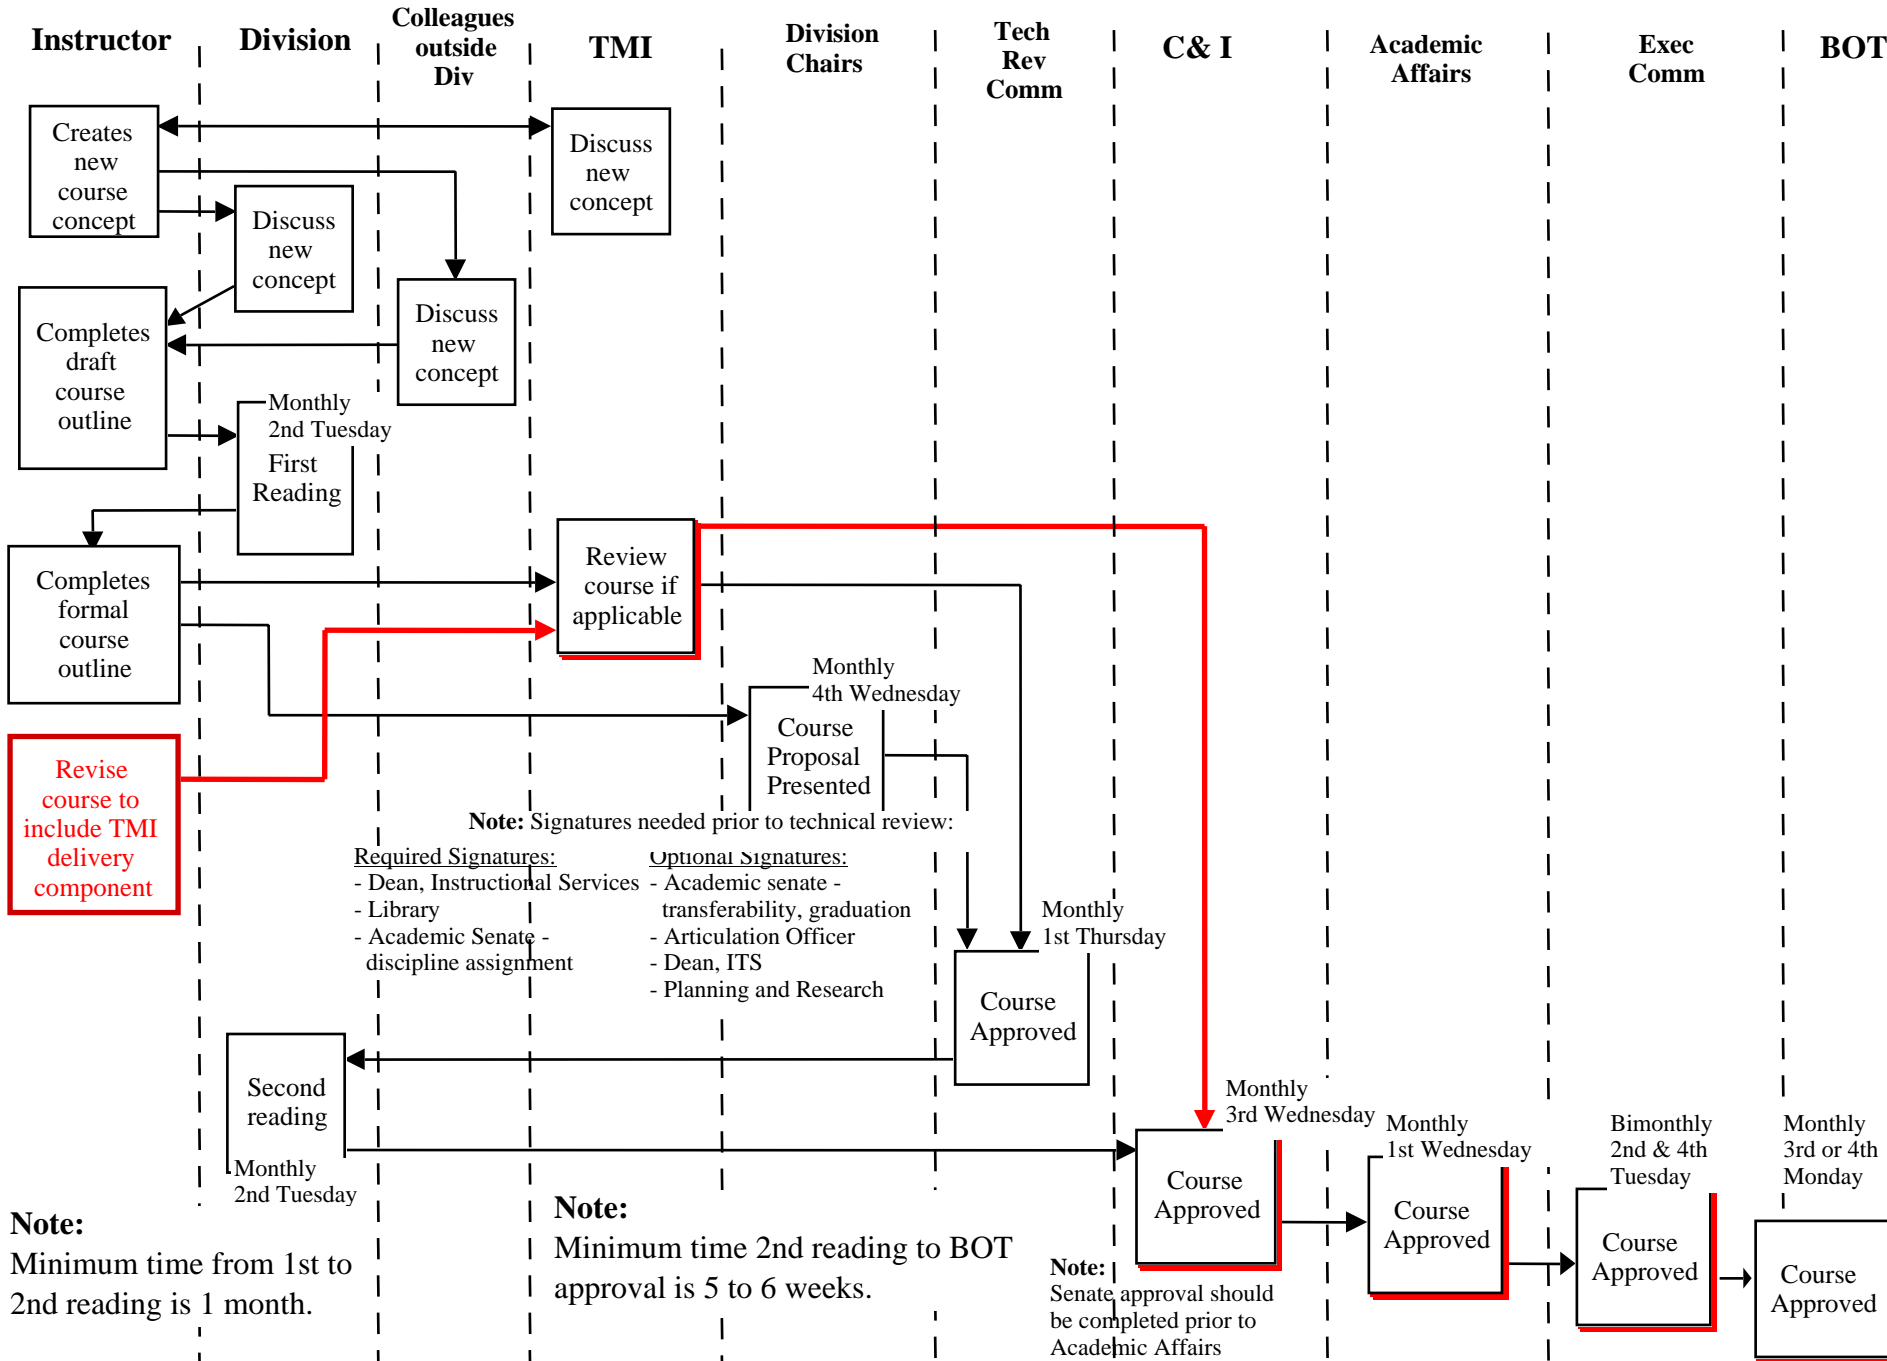 Instructor
Division
Colleagues
outside
Div
TMI
Division
Chairs
Tech
Rev
Comm
C& I
Academic
Affairs
Exec
Comm
BOT
Creates
new
course
concept
Discuss
new
concept
Discuss
new
concept
Discuss
new
concept
Completes
draft
course
outline
Monthly
2nd Tuesday
First
Reading
Completes
formal
course
outline
Review
course if
applicable
Monthly
4th Wednesday
Course
Proposal
Presented
Revise
course to
include TMI
delivery
component
Note: Signatures needed prior to technical review:
Required Signatures:
- Dean, Instructional Services
- Library
- Academic Senate -
discipline assignment
Optional Signatures:
- Academic senate -
transferability, graduation
- Articulation Officer
- Dean, ITS
- Planning and Research
Monthly
1st Thursday
Course
Approved
Second
reading
Monthly
2nd Tuesday
Monthly
3rd Wednesday
Course
Approved
Monthly
1st Wednesday
Course
Approved
Bimonthly
2nd & 4th
Tuesday
Course
Approved
Monthly
3rd or 4th
Monday
Course
Approved
Note:
Minimum time from 1st to
2nd reading is 1 month.
Note:
Minimum time 2nd reading to BOT
approval is 5 to 6 weeks.
Note:
Senate approval should
be completed prior to
Academic Affairs